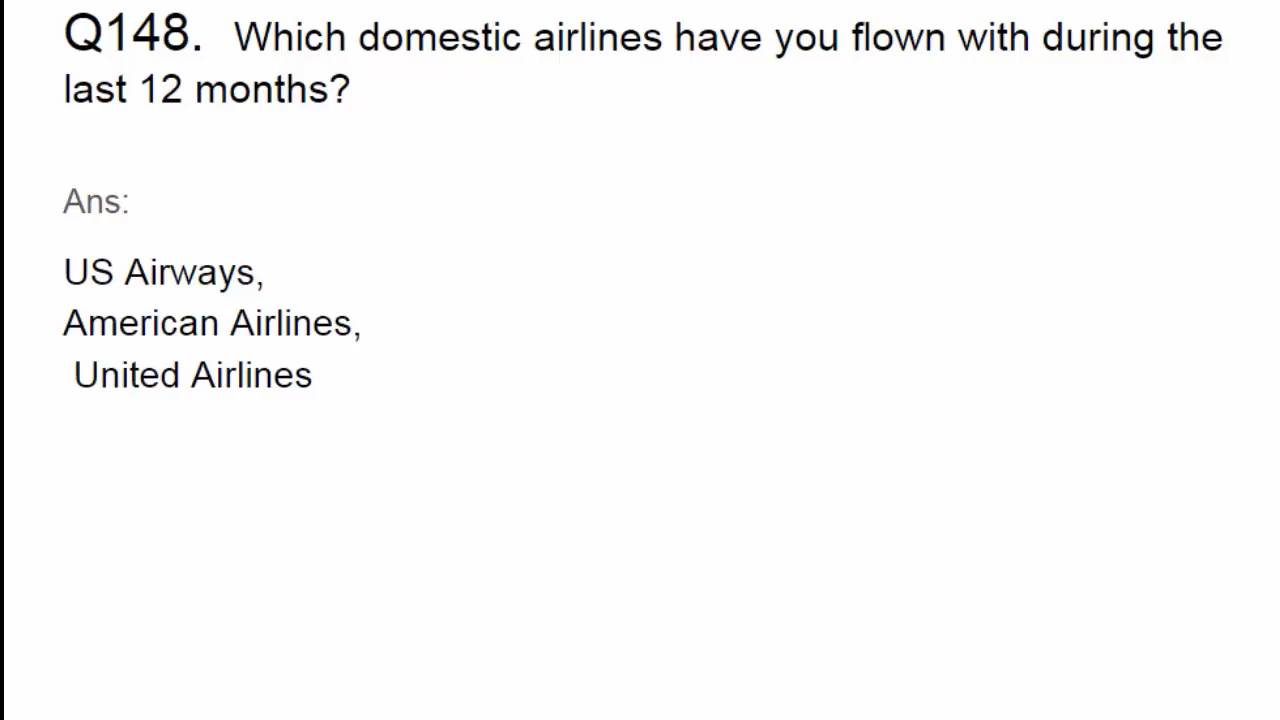 Q148. Which domestic airlines have you flown with during the
last 12 months?
Ans:
US Airways,
American Airlines,
United Airlines